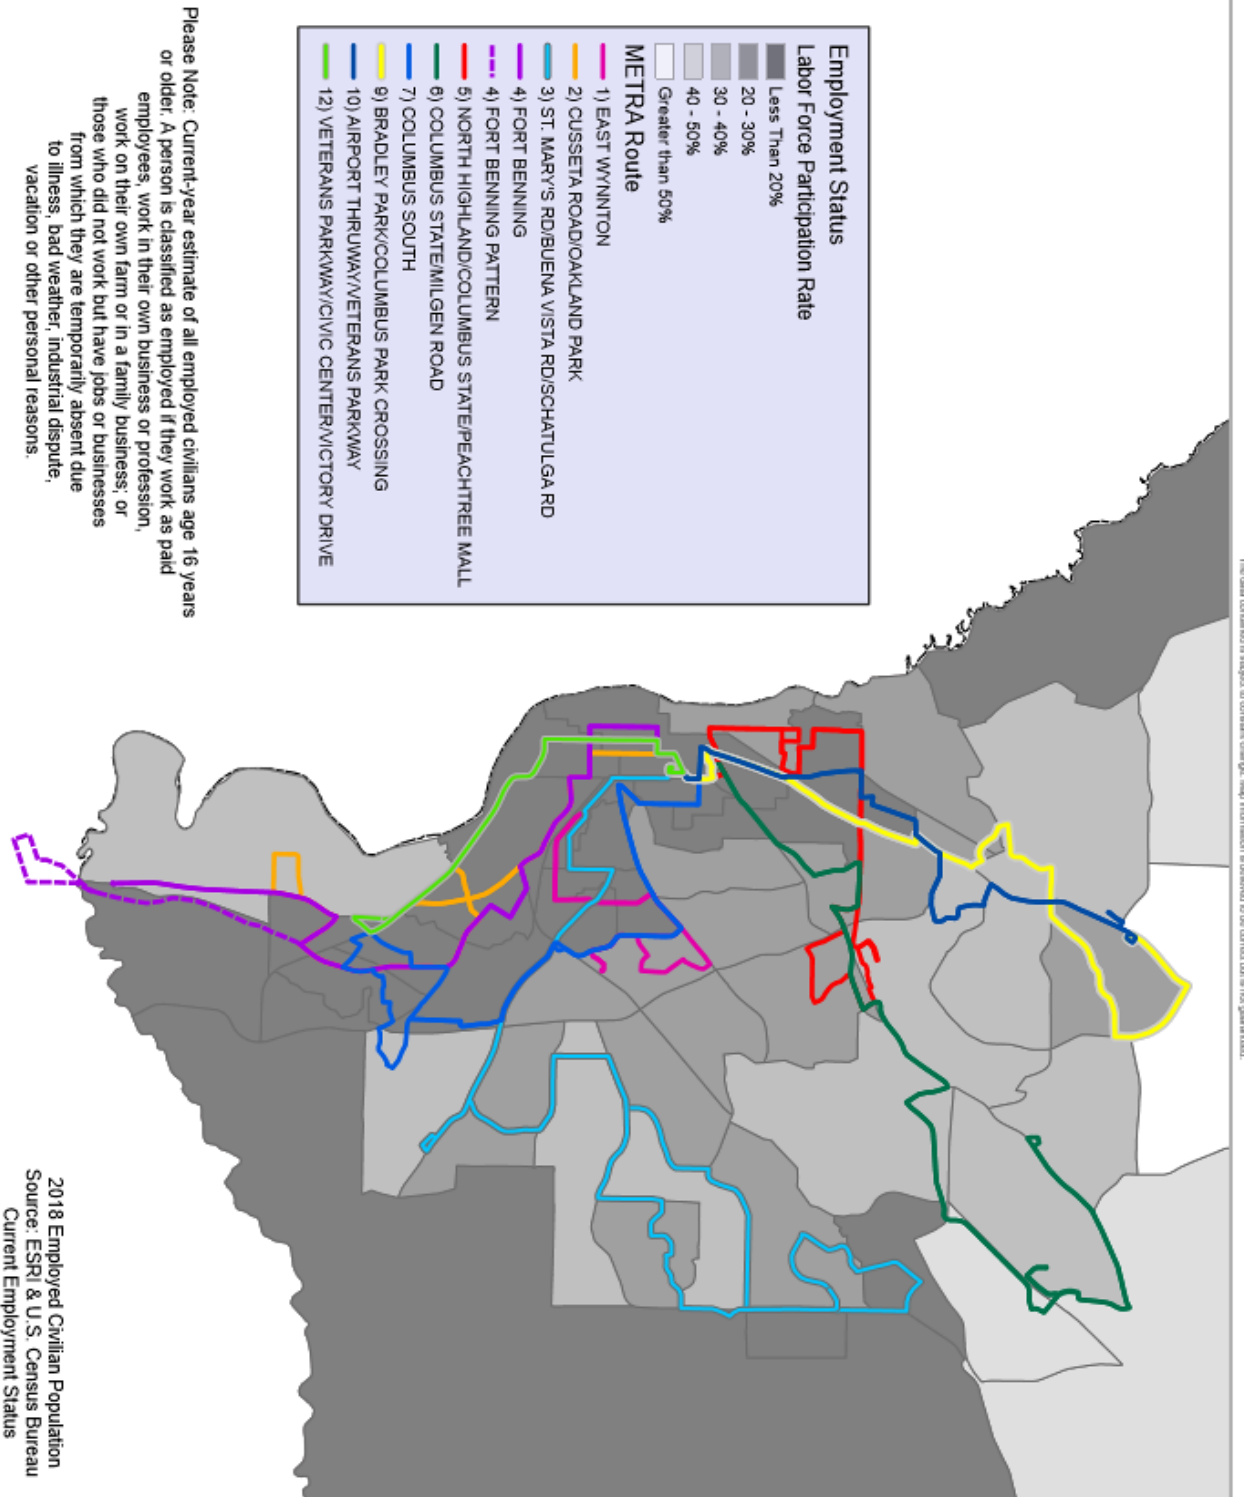 Employment Status
Labor Force Participation Rate
Less Than 20%
20 - 30%
30 - 40%
40 - 50%
Greater than 50%
METRA Route
1) EAST WYNNTON
2) CUSSETA ROAD/OAKLAND PARK
3) ST. MARY'S RD/BUENA VISTA RD/SCHATULGA RD
4) FORT BENNING
4) FORT BENNING PATTERN
5) NORTH HIGHLAND/COLUMBUS STATE/PEACHTREE MALL
6) COLUMBUS STATE/MILGEN ROAD
7) COLUMBUS SOUTH
9) BRADLEY PARK/COLUMBUS PARK CROSSING
10) AIRPORT THRUWAY/VETERANS PARKWAY
12) VETERANS PARKWAY/CIVIC CENTER/VICTORY DRIVE
Please Note: Current-year estimate of all employed civilians age 16 years
or older. A person is classified as employed if they work as paid
employees, work in their own business or profession,
work on their own farm or in a family business; or
those who did not work but have jobs or businesses
from which they are temporarily absent due
to illness, bad weather, industrial dispute,
vacation or other personal reasons.
2018 Employed Civilian Population
Source: ESRI & U.S. Census Bureau
Current Employment Status